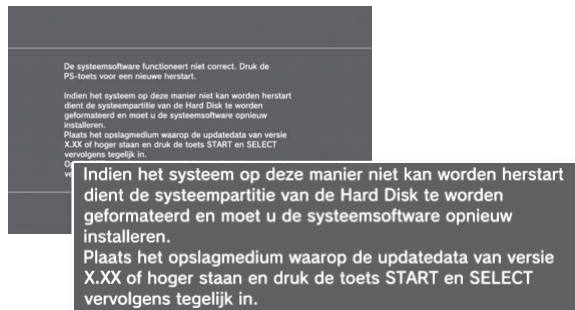 De systeemsoftware functioneert niet correct. Druk de
PS-toets voor een nieuwe herstart.
Indien het systeem op deze manier niet kan worden herstart
dient de systeempartitie van de Hard Disk te worden
geformateerd en moet u de systeemsoftware opnieuw
installeren.
Plaats het opslagmedium waarop de updatedata van versie
X.XX of hoger staan en druk de toets START en SELECT
vervolgens tegelijk in.
Indien het systeem op deze manier niet kan worden herstart
dient de systeempartitie van de Hard Disk te worden
geformateerd en moet u de systeemsoftware opnieuw
installeren.
Plaats het opslagmedium waarop de updatedata van versie
X.XX of hoger staan en druk de toets START en SELECT
vervolgens tegelijk in.